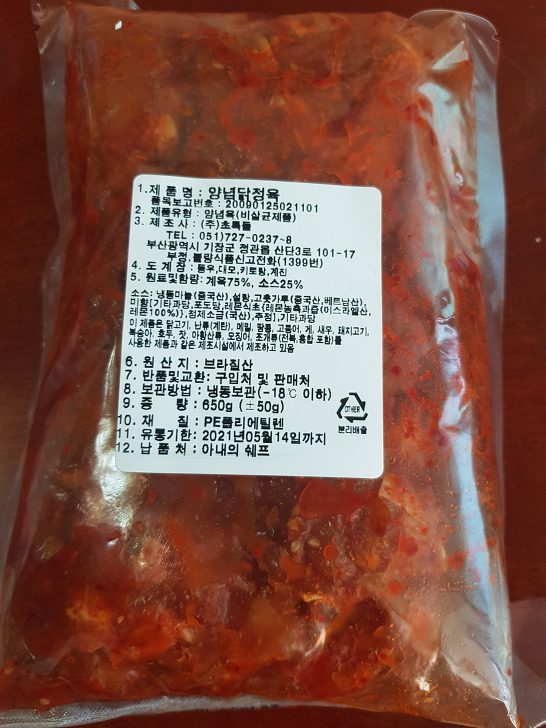 1.제 품 명 : 양념닭정육
품목보고번호 : 20090125021101
2. 제품유형 : 양념육(비살균제품)
3. 제 조 사 : (주)초록들
TEL : 051)727-0237~8
부산광역시 기장군 정관읍 산단3로 101-17
부정.불량식품신고전화(1399번)
4. 도 계 장 : 동우,대오,키로탕,계진
5. 원료및함량: 계육75%, 소스25%
소스: 냉동마늘(중국산),설탕,고춧가루(중국산,베트남산),
미향[기타과당,포도당,레몬식초{레몬농축과즙(이스라엘산,
레몬100%)},정제소금(국산),주정],기타과당
이 제품은 닭고기, 난류(계란), 메밀, 땅콩, 고등어, 게, 새우, 돼지고기,
복숭아, 호두, 잣, 아황산류, 오징어, 조개류(전복,홍합 포함)를
사용한 제품과 같은 제조시설에서 제조하고 있음
6. 원 산 지 : 브라질산
7. 반품및교환: 구입처 및 판매처
8. 보관방법 : 냉동보관(-18℃ 이하)
9. 중 량 : 650g (±50g)
OTHER
분리배출
10. 재 질 : PE폴리에틸렌
11. 유통기한: 2021년05월14일까지
12. 납 품 처 : 아내의 쉐프